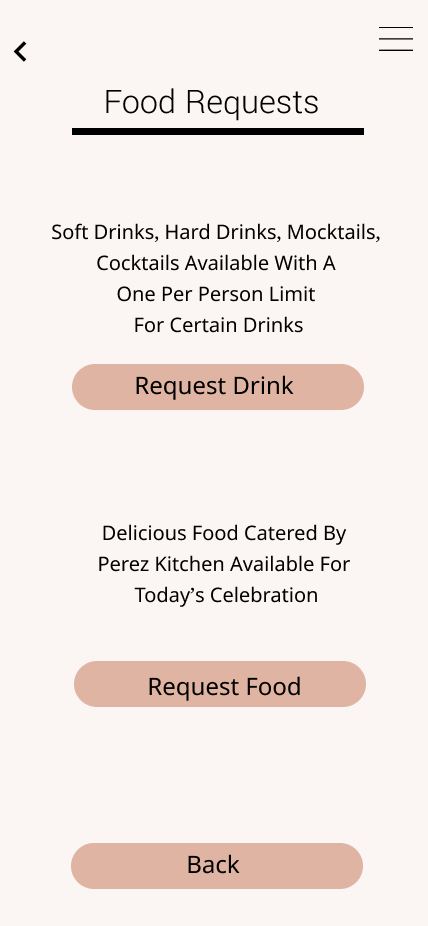 Food Requests
Soft Drinks, Hard Drinks, Mocktails,
Cocktails Available With A
One Per Person Limit
For Certain Drinks
Request Drink
Delicious Food Catered By
Perez Kitchen Available For
Today’s Celebration
Request Food
Back